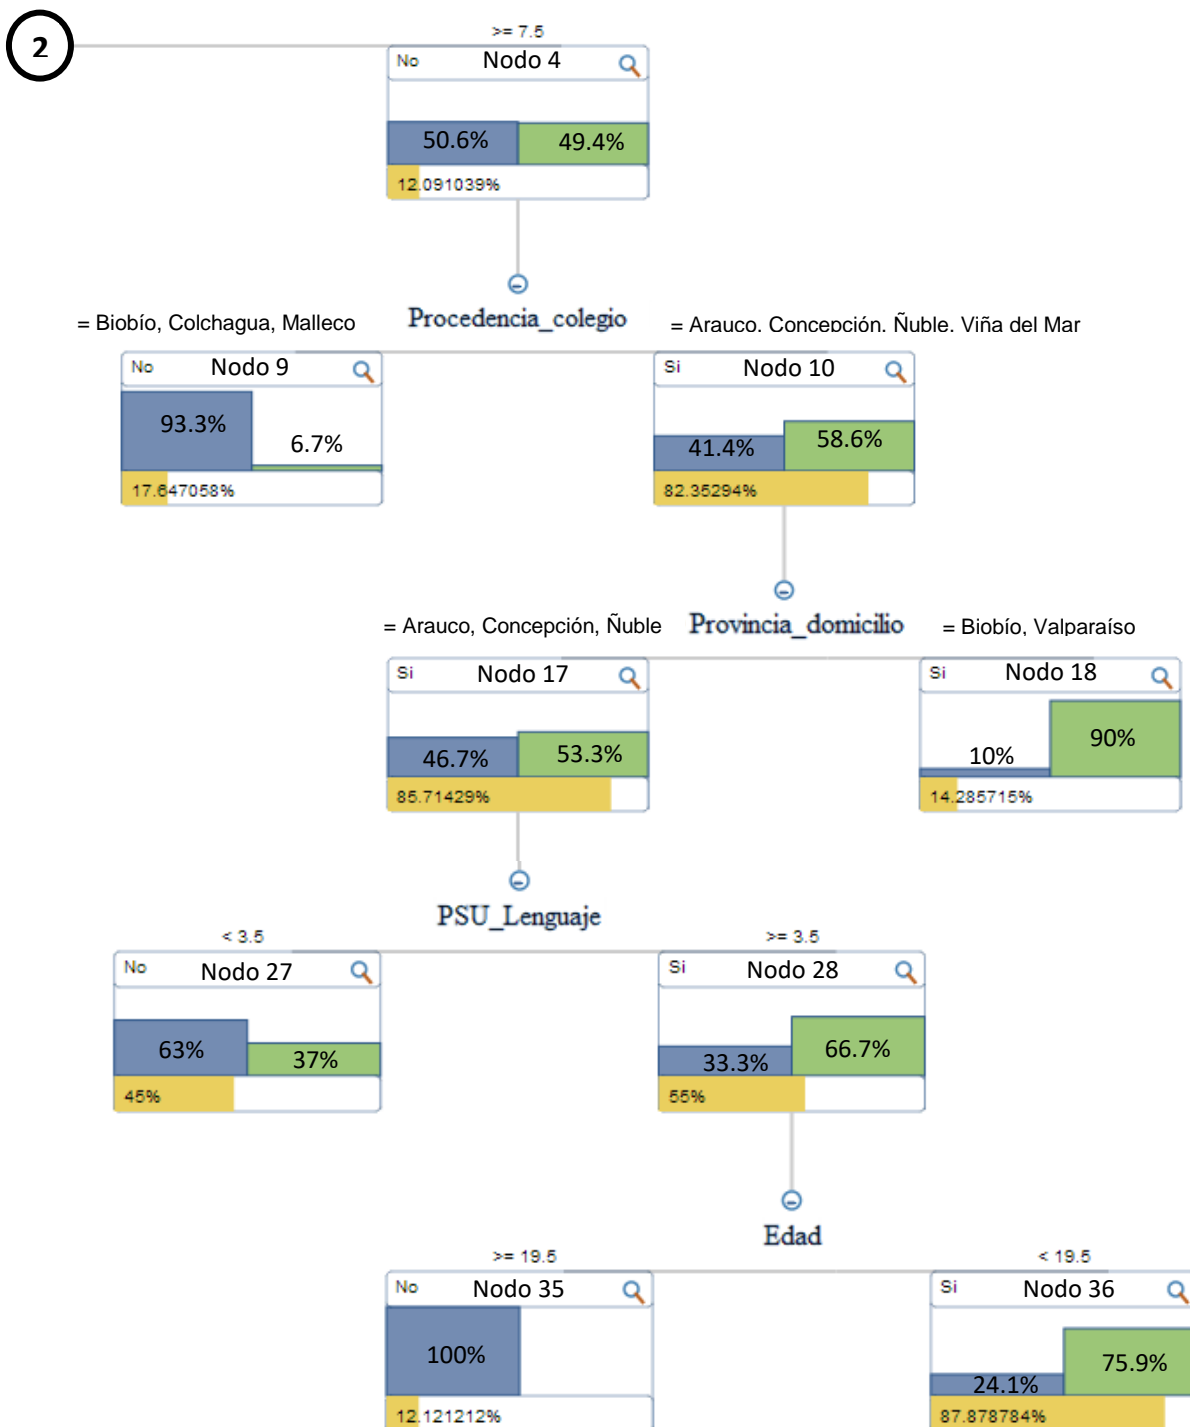 2
>= 7.5
No Nodo 4
50.6% 49.4%
12.091039%
Procedencia_colegio
= Biobío, Colchagua, Malleco
= Arauco. Concepción. Ñuble. Viña del Mar
No Nodo 9
93.3% 6.7%
17.647058%
Si Nodo 10
41.4% 58.6%
82.35294%
Provincia_domicilio
= Arauco, Concepción, Ñuble
= Biobío, Valparaíso
Si Nodo 17
46.7% 53.3%
85.71429%
Si Nodo 18
10% 90%
14.285715%
PSU_Lenguaje
< 3.5
>= 3.5
No Nodo 27
63% 37%
45%
Si Nodo 28
33.3% 66.7%
55%
Edad
>= 19.5
< 19.5
No Nodo 35
100%
12.121212%
Si Nodo 36
24.1% 75.9%
87.878784%